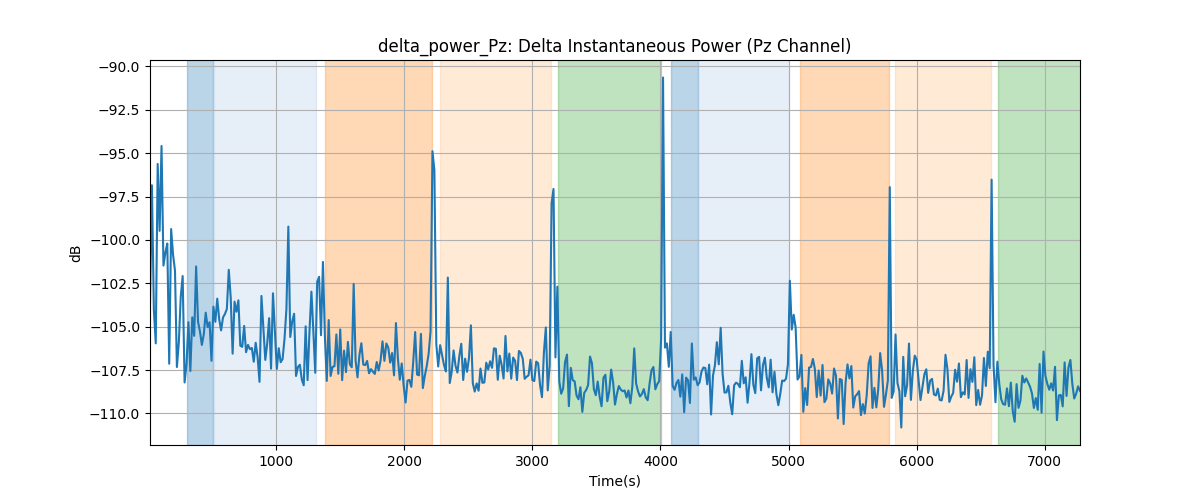 delta_power_Pz: Delta Instantaneous Power (Pz Channel)
−90.0
−92.5
−95.0
−97.5
−100.0
−102.5
−105.0
−107.5
−110.0
dB
1000 2000 3000 4000 5000 6000 7000
Time(s)